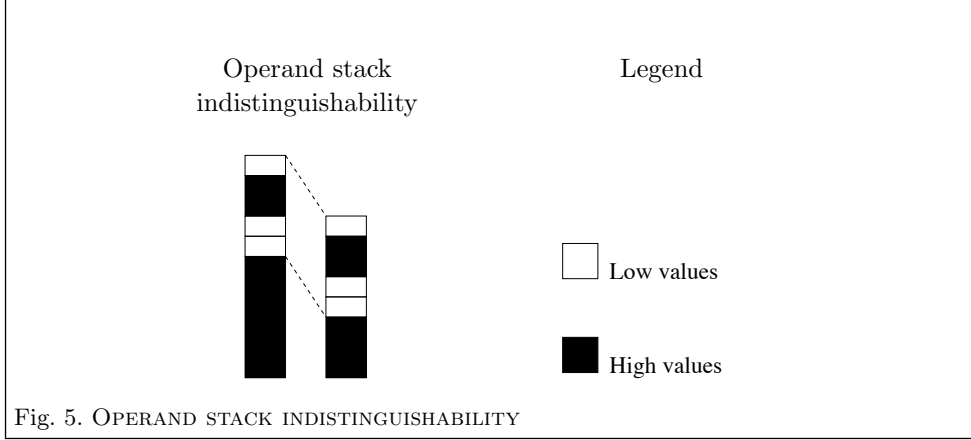 Operand stack
indistinguishability
Legend
Low values
High values
Fig. 5. OPERAND STACK INDISTINGUISHABILITY